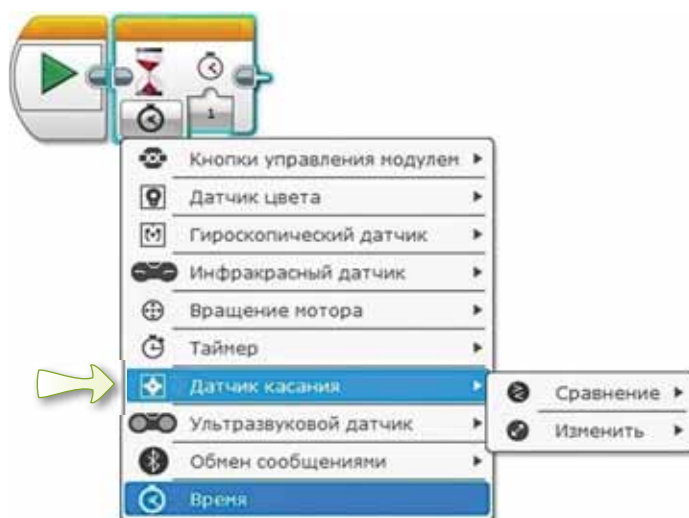 1
Кнопки управления модулем
Датчик цвета
Гироскопический датчик
Инфракрасный датчик
Вращение мотора
Таймер
Датчик касания
Сравнение
Ультразвуковой датчик
Изменить
Обмен сообщениями
Время